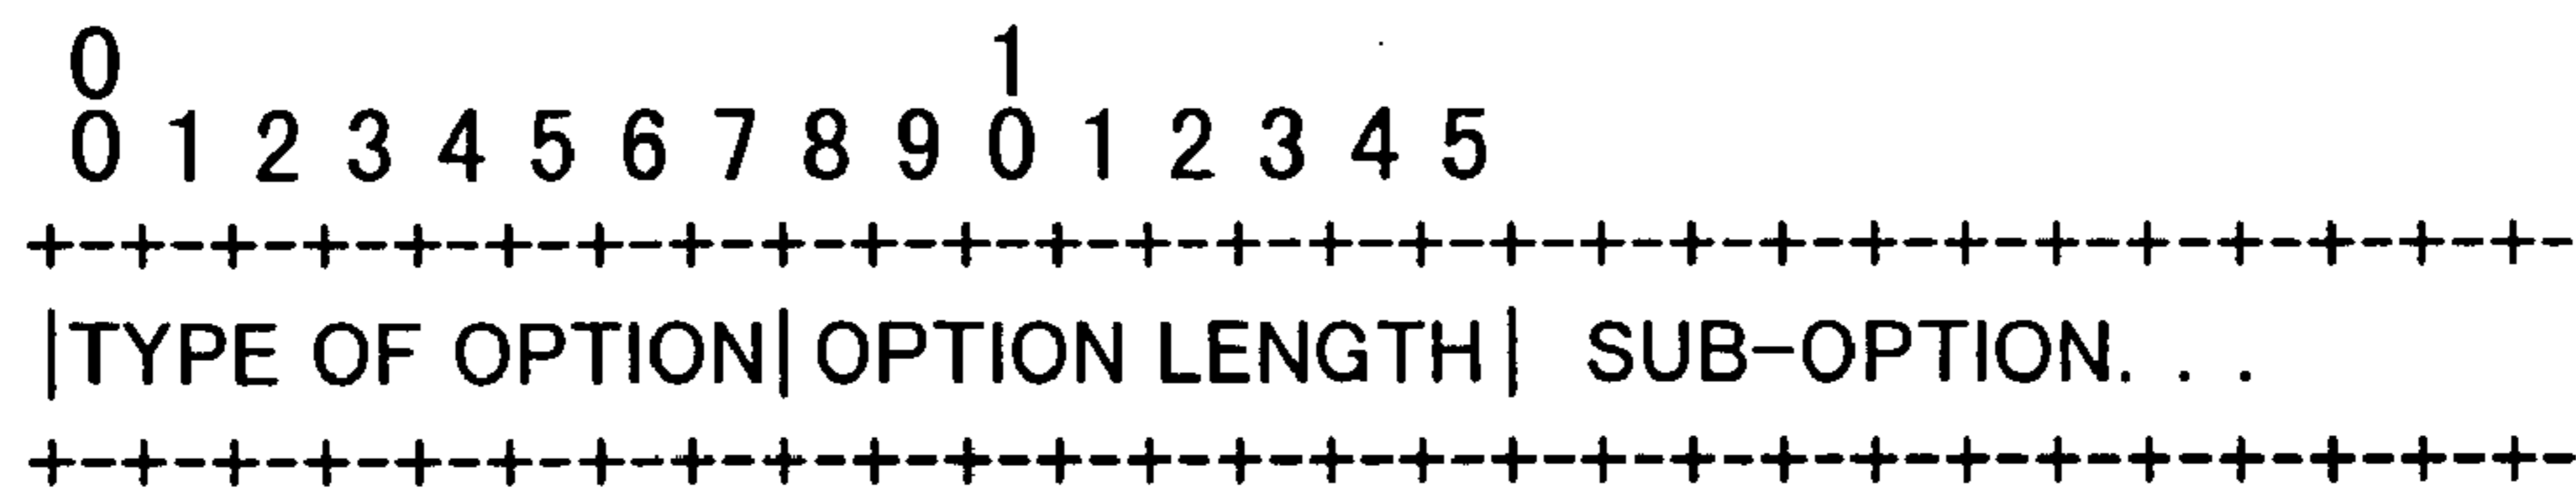 0 1
0 1 2 3 4 5 6 7 8 9 0 1 2 3 4 5
+-+-+-+-+-+-+-+-+-+-+-+-+-+-+-+-+-+-+-+-+-+-+-+-+-+-+-+-
|TYPE OF OPTION| OPTION LENGTH| SUB-OPTION. . .
+-+-+-+-+-+-+-+-+-+-+-+-+-+-+-+-+-+-+-+-+-+-+-+-+-+-+-+-